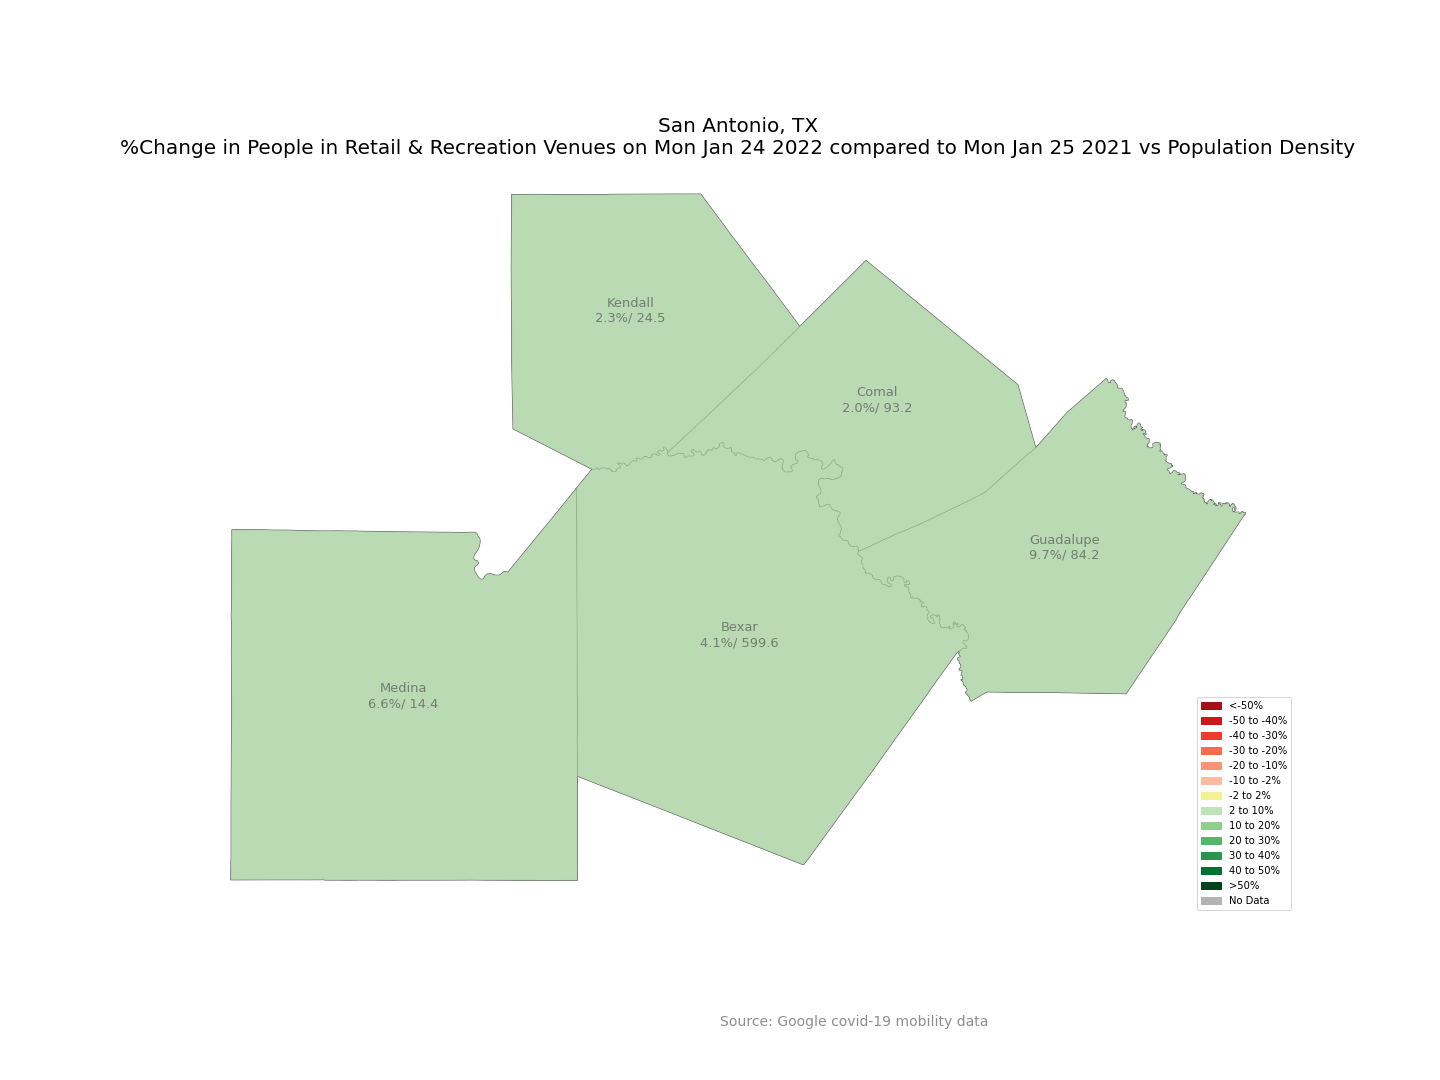 San Antonio, TX
%Change in People in Retail & Recreation Venues on Mon Jan 24 2022 compared to Mon Jan 25 2021 vs Population Density
Kendall
2.3%/ 24.5
Comal
2.0%/ 93.2
Guadalupe
9.7%/ 84.2
Bexar
4.1%/ 599.6
Medina
6.6%/ 14.4
<-50%
-50 to -40%
-40 to -30%
-30 to -20%
-20 to -10%
-10 to -2%
-2 to 2%
2 to 10%
10 to 20%
20 to 30%
30 to 40%
40 to 50%
>50%
No Data
Source: Google covid-19 mobility data